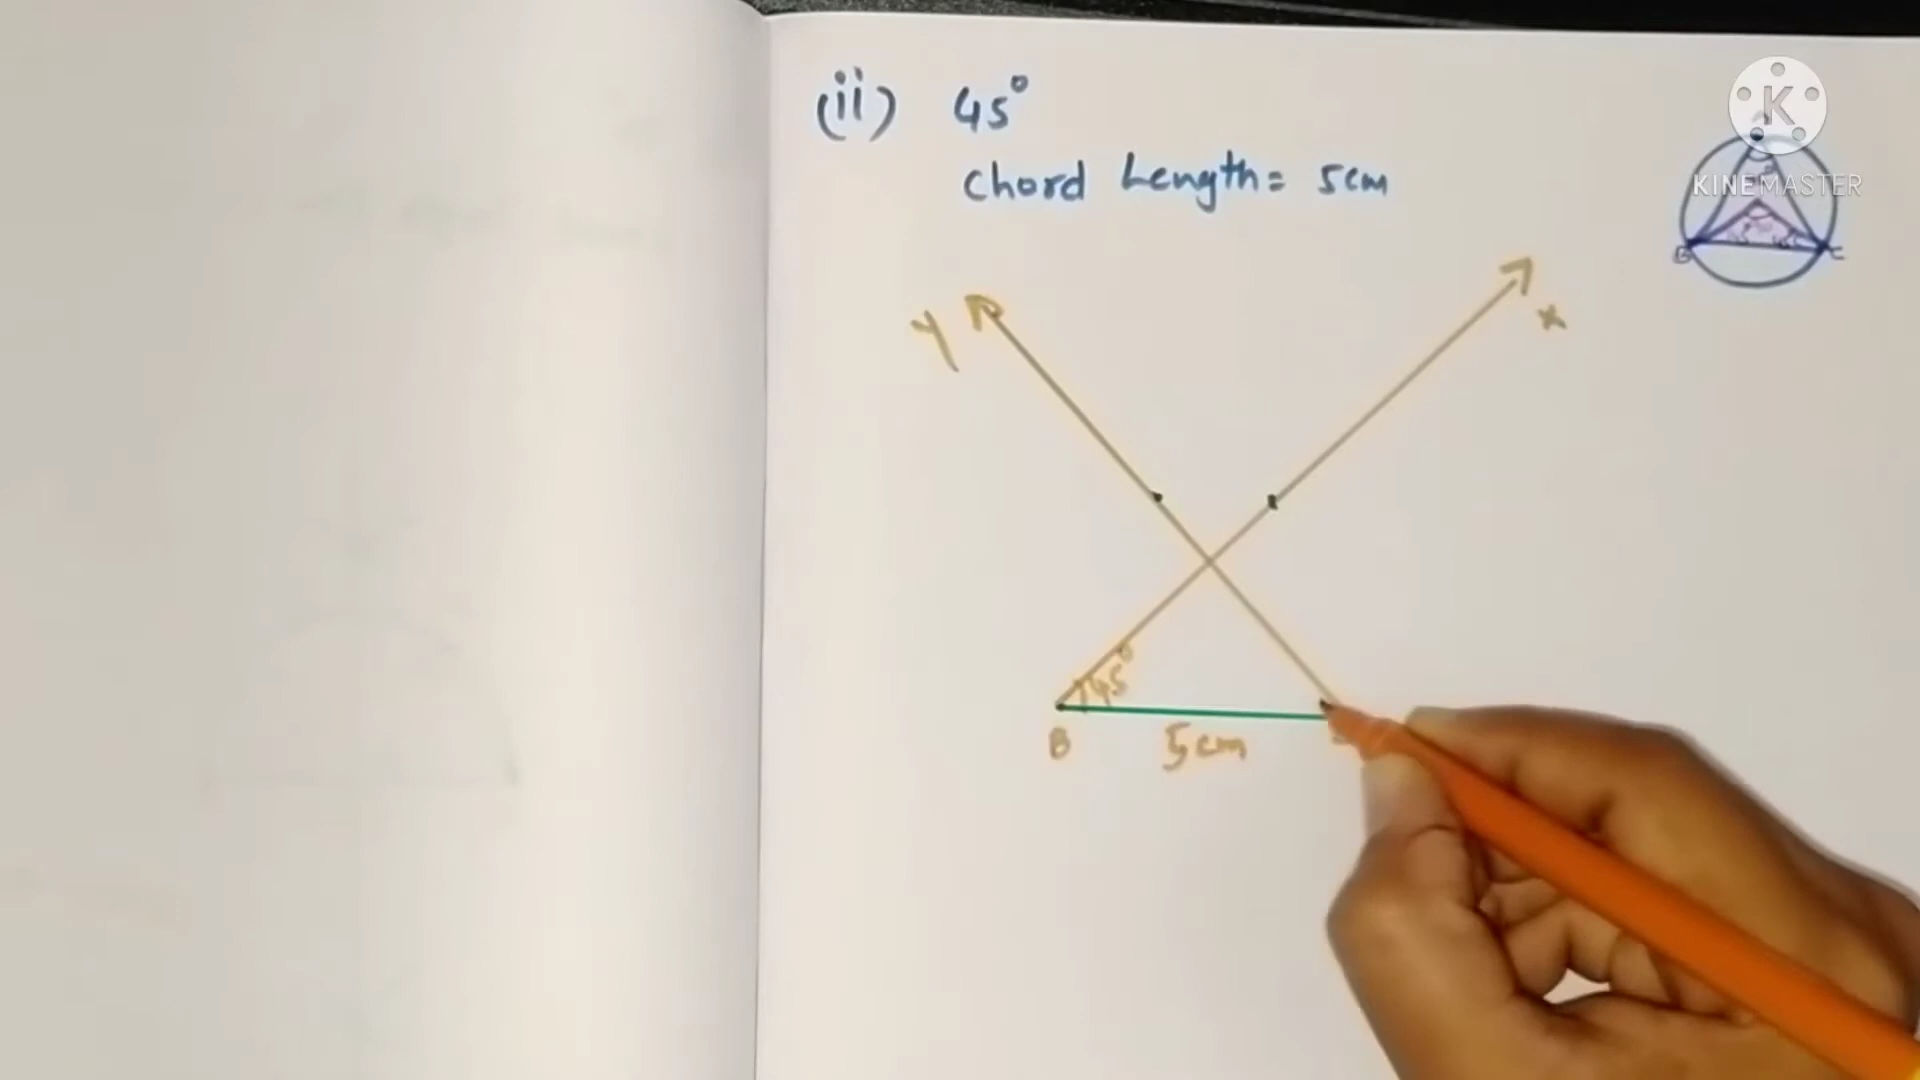 (ii) 45°
Chord Length = 5cm
K
KINEMASTER
B C
Y
X
45°
B 5cm